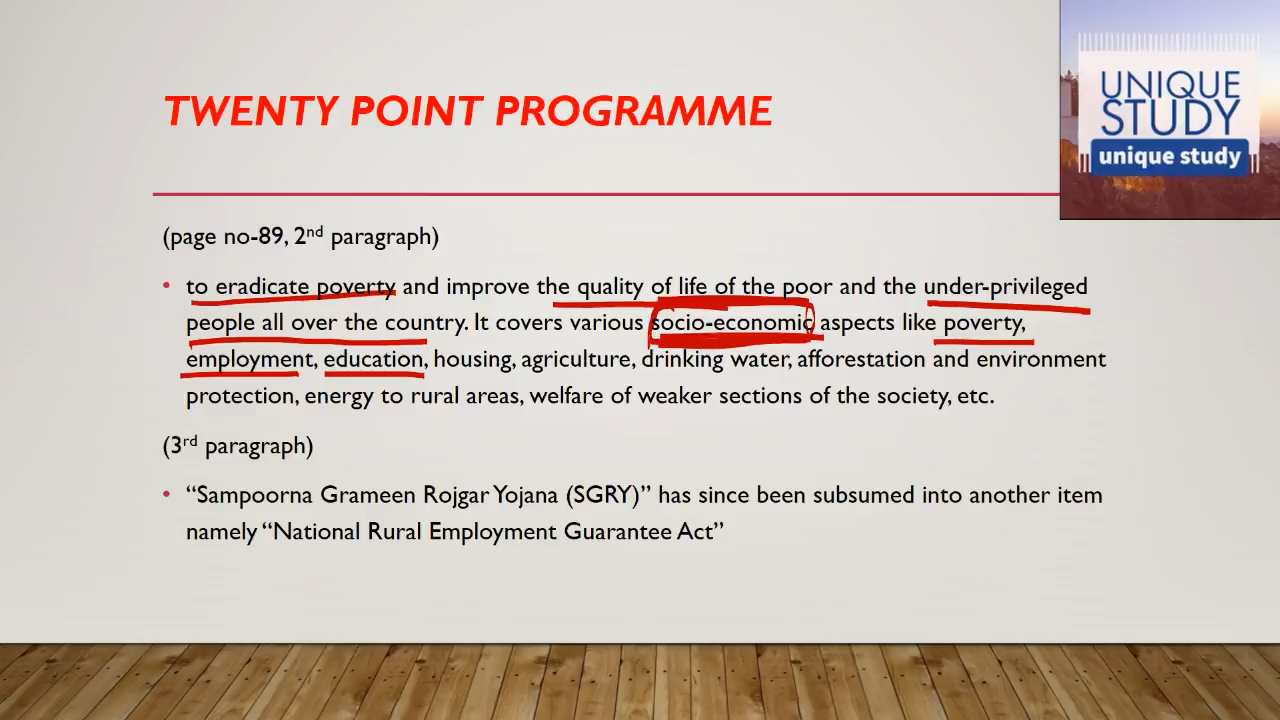 UNIQUE
STUDY
unique study
TWENTY POINT PROGRAMME
(page no-89, 2nd paragraph)
• to eradicate poverty and improve the quality of life of the poor and the under-privileged
people all over the country. It covers various socio-economic aspects like poverty,
employment, education, housing, agriculture, drinking water, afforestation and environment
protection, energy to rural areas, welfare of weaker sections of the society, etc.
(3rd paragraph)
• “Sampoorna Grameen Rojgar Yojana (SGRY)” has since been subsumed into another item
namely “National Rural Employment Guarantee Act”